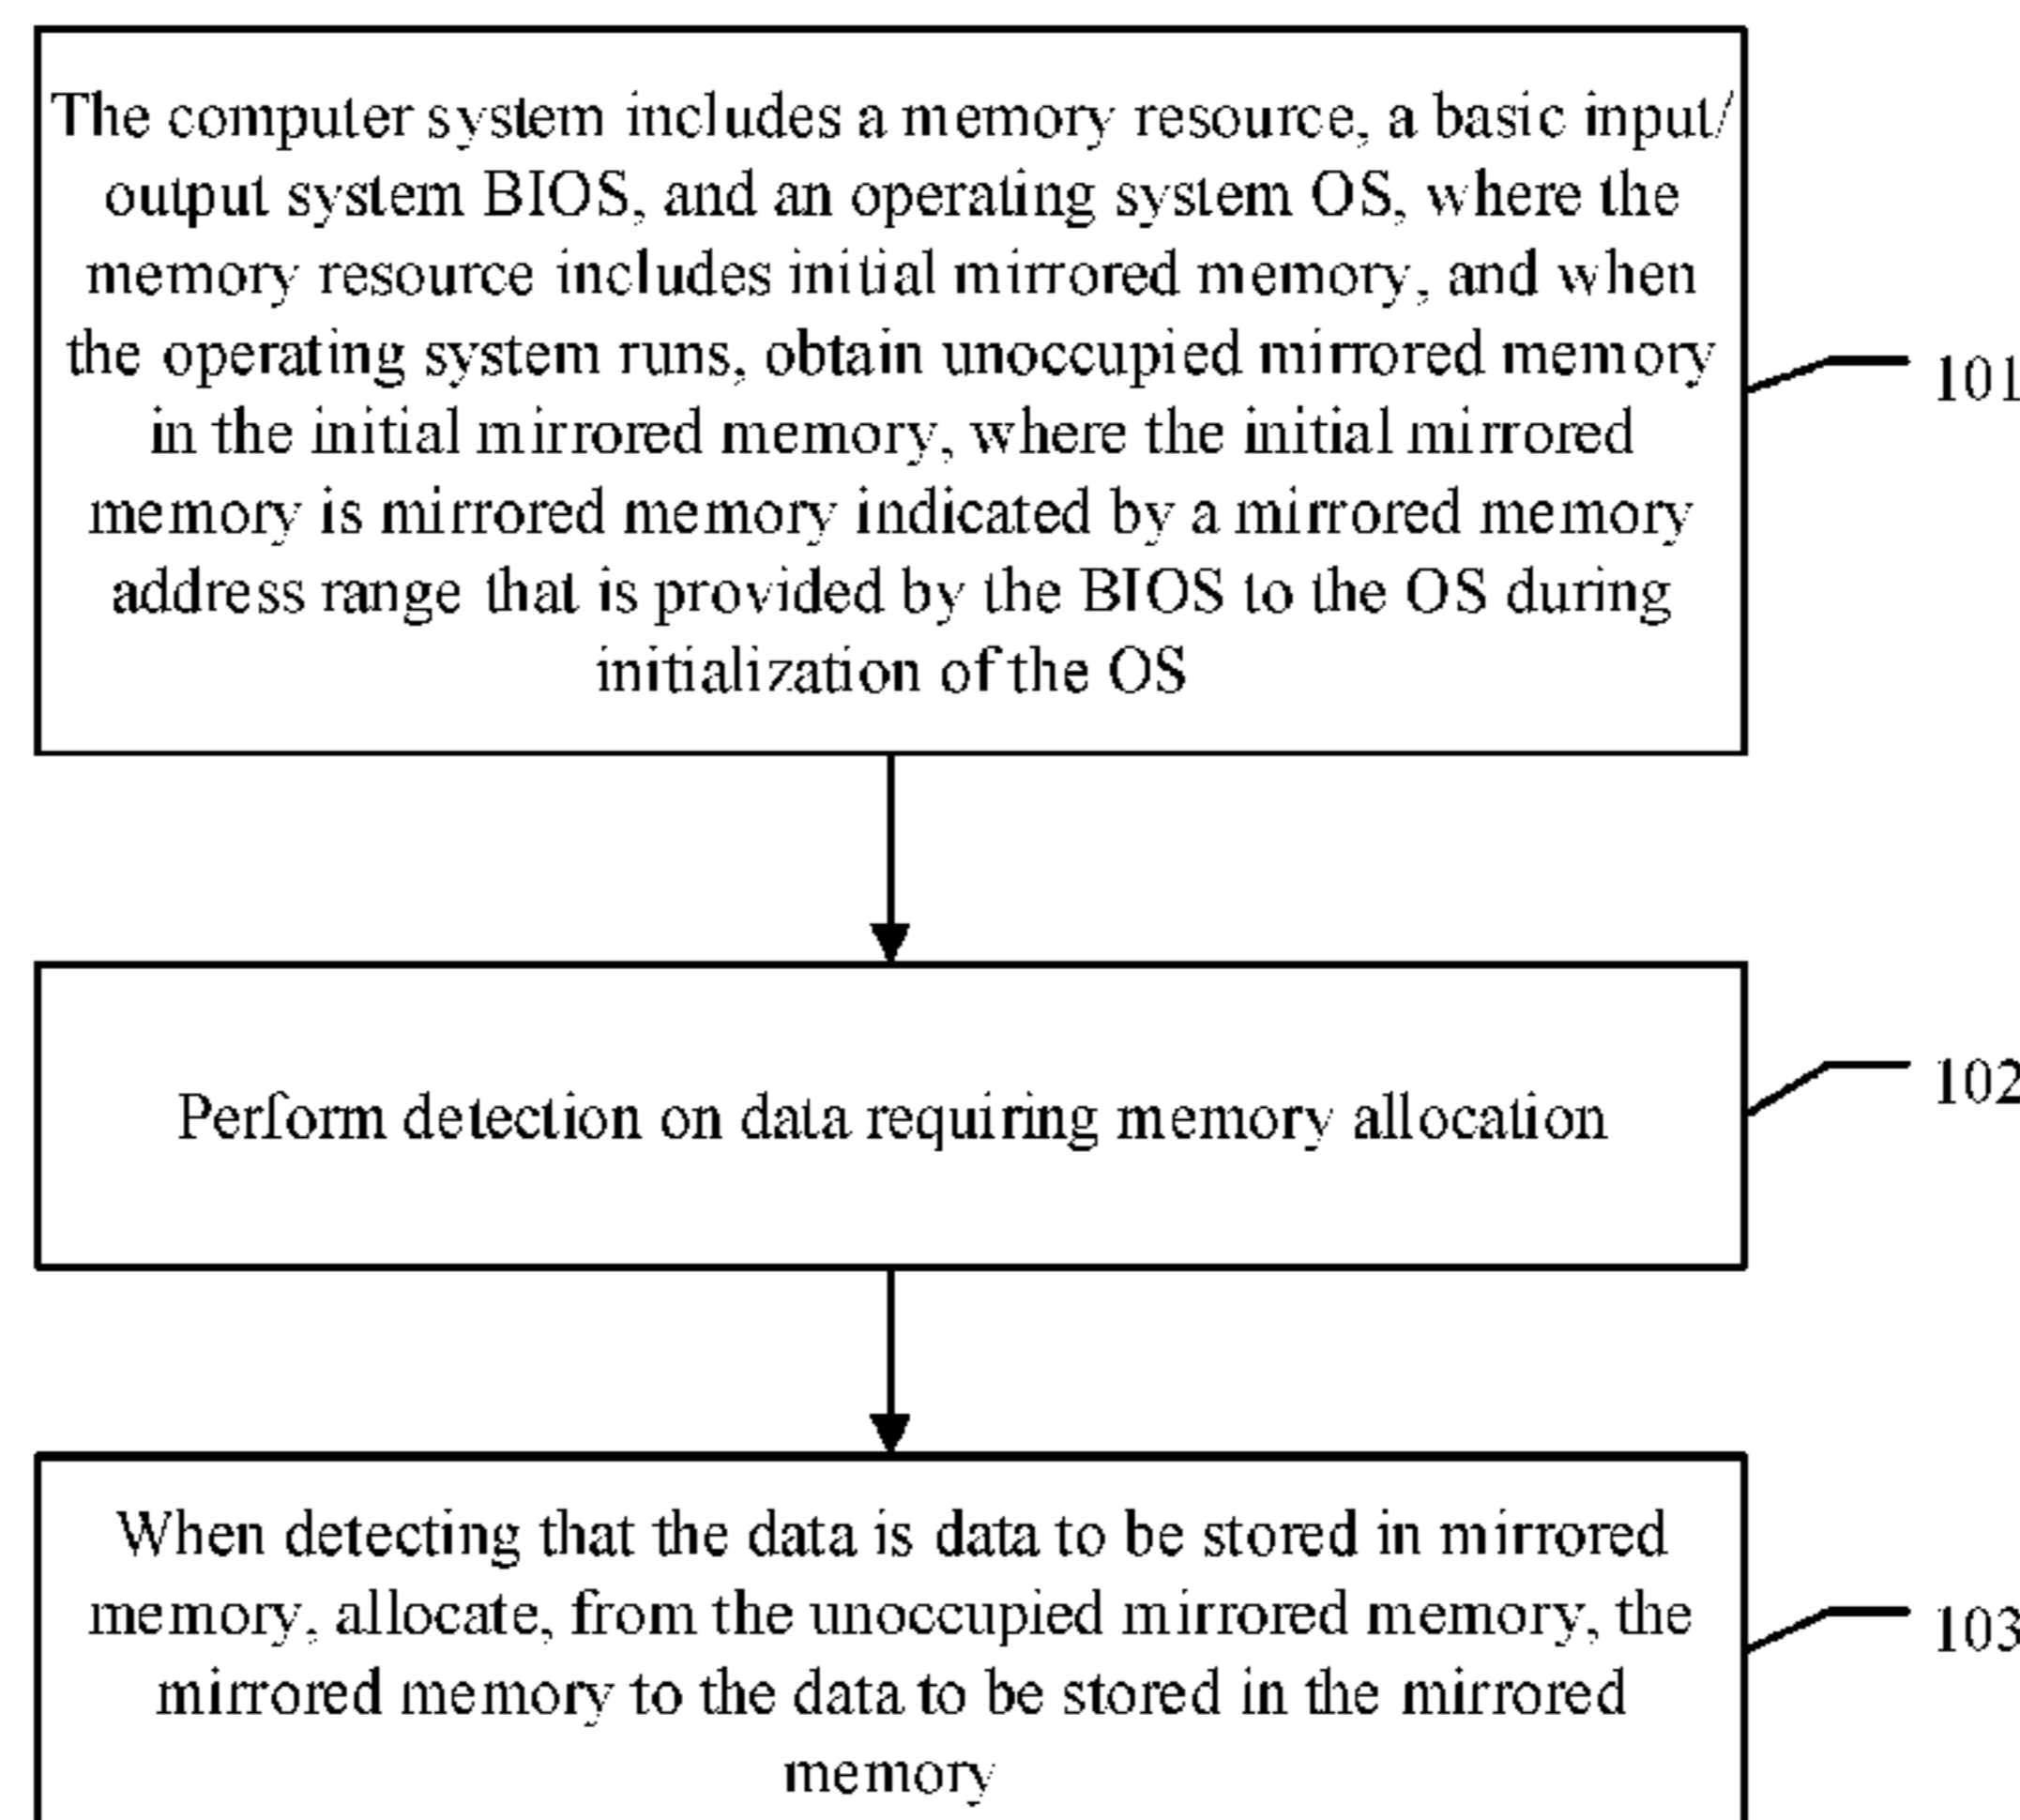 The computer system includes a memory resource, a basic input/
output system BIOS, and an operating system OS, where the
memory resource includes initial mirrored memory, and when
the operating system runs, obtain unoccupied mirrored memory
in the initial mirrored memory, where the initial mirrored
memory is mirrored memory indicated by a mirrored memory
address range that is provided by the BIOS to the OS during
initialization of the OS
101
Perform detection on data requiring memory allocation
102
When detecting that the data is data to be stored in mirrored
memory, allocate, from the unoccupied mirrored memory, the
mirrored memory to the data to be stored in the mirrored
memory
103